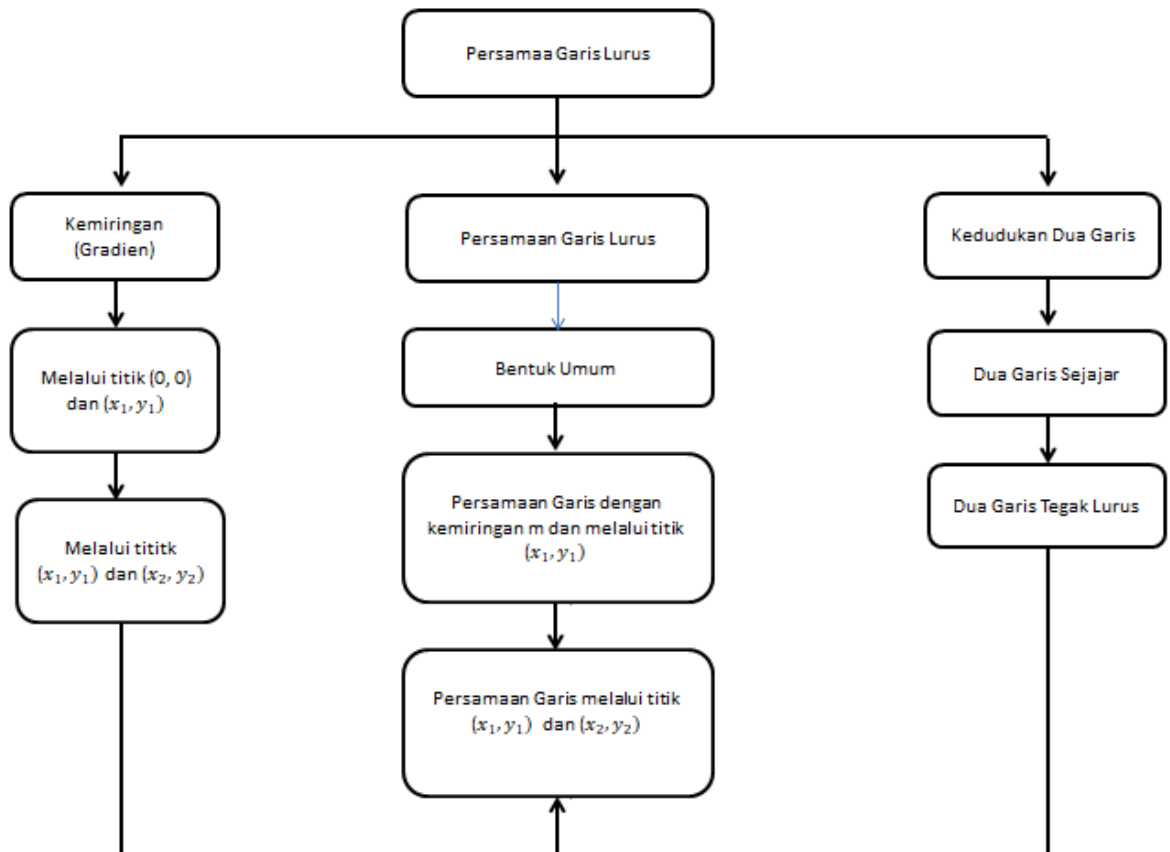 Persamaa Garis Lurus
Kemiringan
(Gradien)
Melalui titik (0, 0)
dan (x₁, y₁)
Melalui tititk
(x₁, y₁) dan (x₂, y₂)
Persamaan Garis Lurus
Bentuk Umum
Persamaan Garis dengan
kemiringan m dan melalui titik
(x₁, y₁)
Persamaan Garis melalui titik
(x₁, y₁) dan (x₂, y₂)
Kedudukan Dua Garis
Dua Garis Sejajar
Dua Garis Tegak Lurus